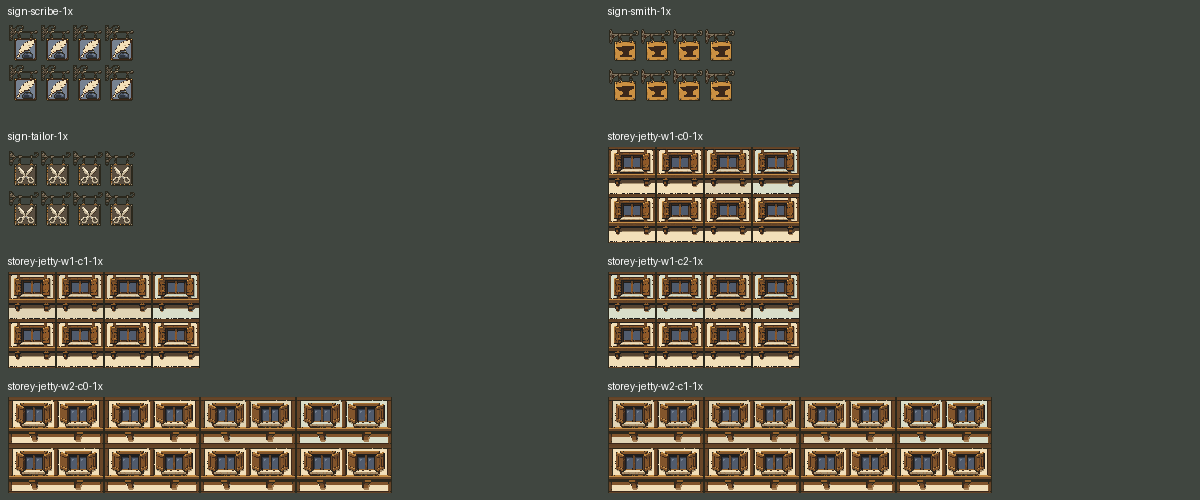 sign-scribe-1x
sign-smith-1x
sign-tailor-1x
storey-jetty-w1-c0-1x
storey-jetty-w1-c1-1x
storey-jetty-w1-c2-1x
storey-jetty-w2-c0-1x
storey-jetty-w2-c1-1x